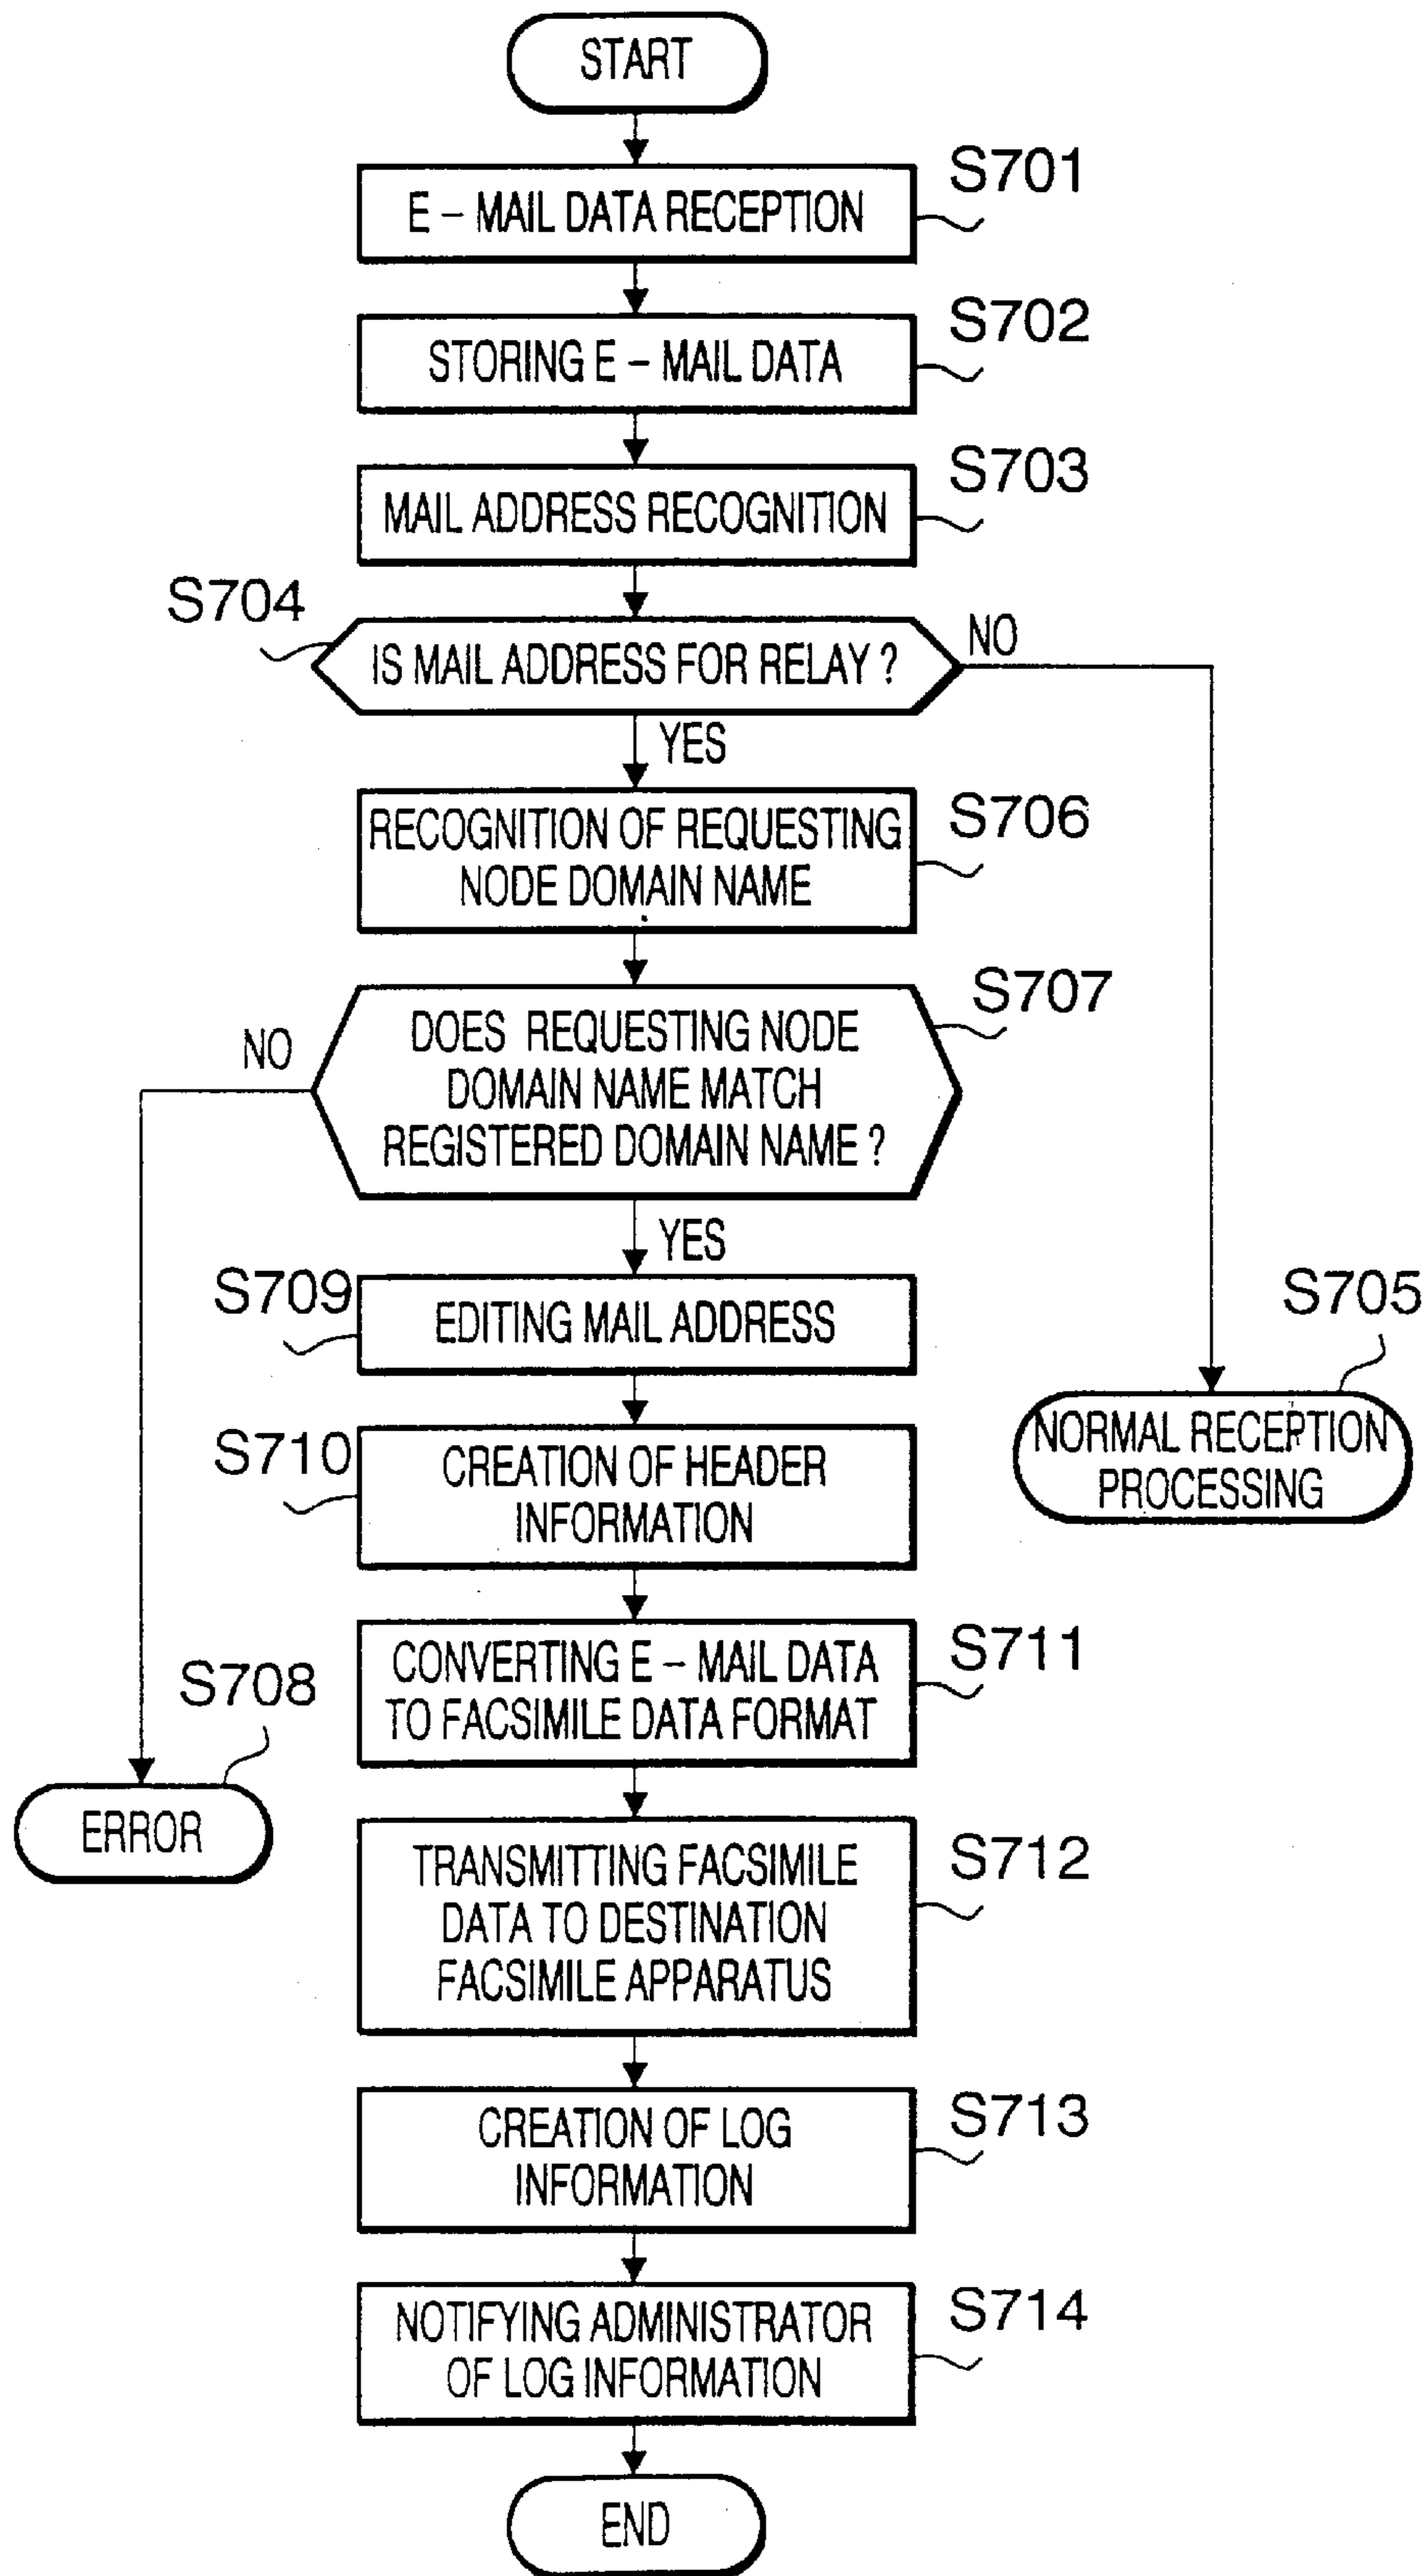 START
S701
E – MAIL DATA RECEPTION
S702
STORING E – MAIL DATA
S703
MAIL ADDRESS RECOGNITION
S704
IS MAIL ADDRESS FOR RELAY ?
NO
YES
S706
RECOGNITION OF REQUESTING
NODE DOMAIN NAME
S707
DOES REQUESTING NODE
DOMAIN NAME MATCH
REGISTERED DOMAIN NAME ?
NO
YES
S709
EDITING MAIL ADDRESS
S705
NORMAL RECEPTION
PROCESSING
S710
CREATION OF HEADER
INFORMATION
S711
CONVERTING E – MAIL DATA
TO FACSIMILE DATA FORMAT
S708
ERROR
S712
TRANSMITTING FACSIMILE
DATA TO DESTINATION
FACSIMILE APPARATUS
S713
CREATION OF LOG
INFORMATION
S714
NOTIFYING ADMINISTRATOR
OF LOG INFORMATION
END